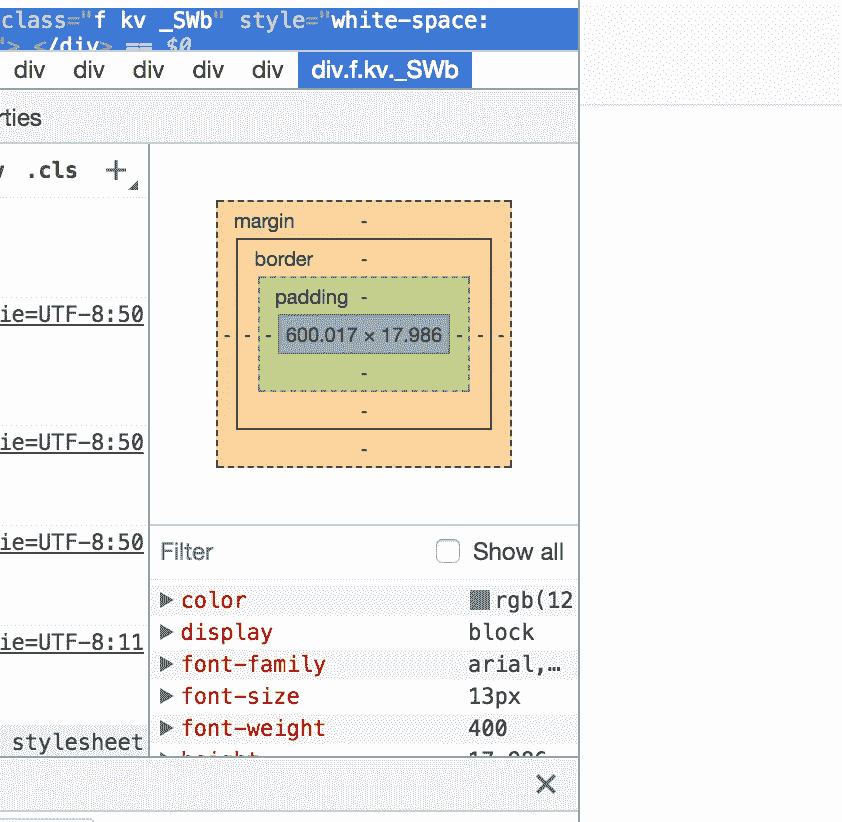 class="f kv _SWb" style="white-space:
"> </div> == $0
div div div div div div.f.kv._SWb
rties
.cls +
margin -
border -
padding -
ie=UTF-8:50
- - - 600.017 × 17.986 - - -
-
-
ie=UTF-8:50
-
ie=UTF-8:50
Filter Show all
color rgb(12
display block
ie=UTF-8:11
font-family arial,…
font-size 13px
font-weight 400
stylesheet
height 17.986